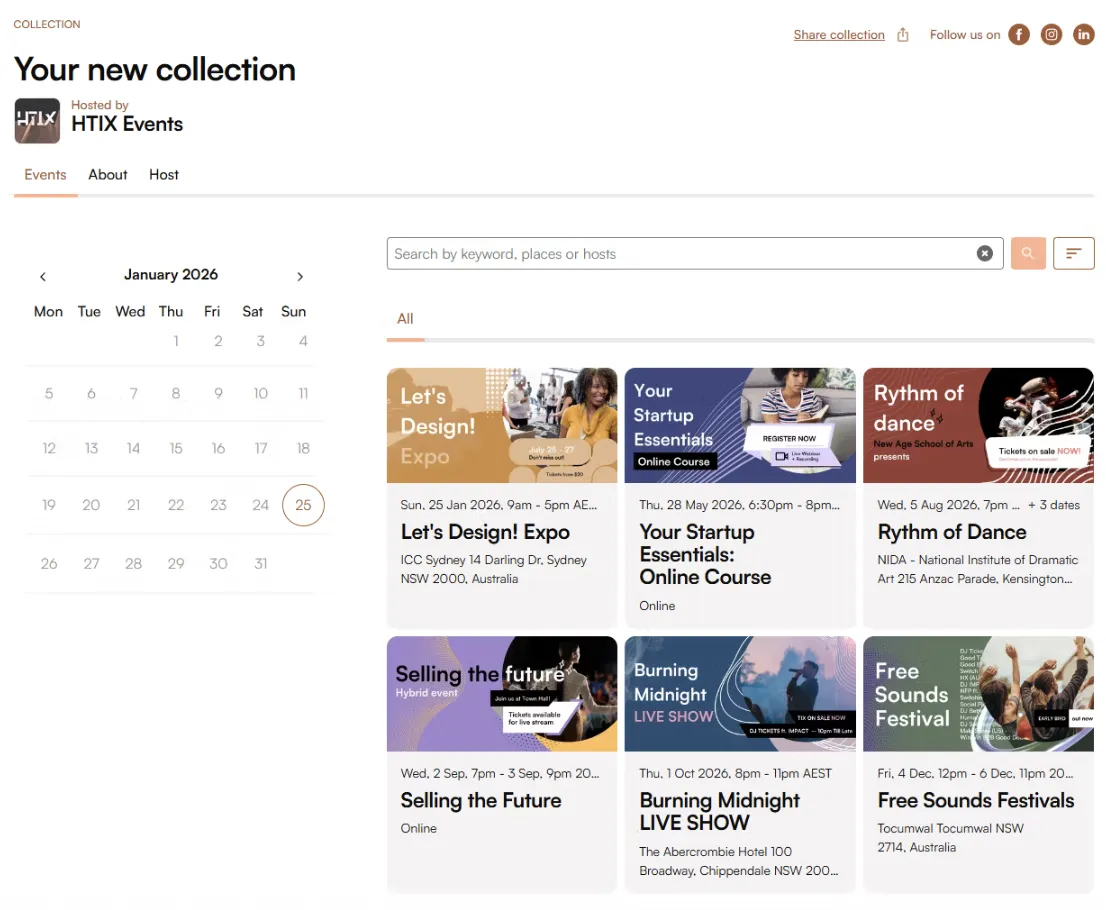 COLLECTION
Share collection
Follow us on
Your new collection
HTIX
Hosted by
HTIX Events
Events About Host
Search by keyword, places or hosts
January 2026
Mon Tue Wed Thu Fri Sat Sun
1 2 3 4
5 6 7 8 9 10 11
12 13 14 15 16 17 18
19 20 21 22 23 24 25
26 27 28 29 30 31
All
Let's
Design!
Expo
July 25 - 27
Don't miss out!
Tickets from $20
Sun, 25 Jan 2026, 9am - 5pm AE...
Let's Design! Expo
ICC Sydney 14 Darling Dr, Sydney
NSW 2000, Australia
Your
Startup
Essentials
Online Course
REGISTER NOW
Live Webinar
+ Recording
Thu, 28 May 2026, 6:30pm - 8pm...
Your Startup
Essentials:
Online Course
Online
Rythm of
dance
New Age School of Arts
presents
Tickets on sale NOW!
Wed, 5 Aug 2026, 7pm ... + 3 dates
Rythm of Dance
NIDA - National Institute of Dramatic
Art 215 Anzac Parade, Kensington...
Selling the future
Hybrid event
Join us at Town Hall!
Tickets available
for live stream
Wed, 2 Sep, 7pm - 3 Sep, 9pm 20...
Selling the Future
Online
Burning
Midnight
LIVE SHOW
TIX ON SALE NOW
DJ TICKETS ft. IMPACT — 10pm Till Late
Thu, 1 Oct 2026, 8pm - 11pm AEST
Burning Midnight
LIVE SHOW
The Abercrombie Hotel 100
Broadway, Chippendale NSW 200...
Free
Sounds
Festival
EARLY BIRD out now
Fri, 4 Dec, 12pm - 6 Dec, 11pm 20...
Free Sounds Festivals
Tocumwal Tocumwal NSW
2714, Australia